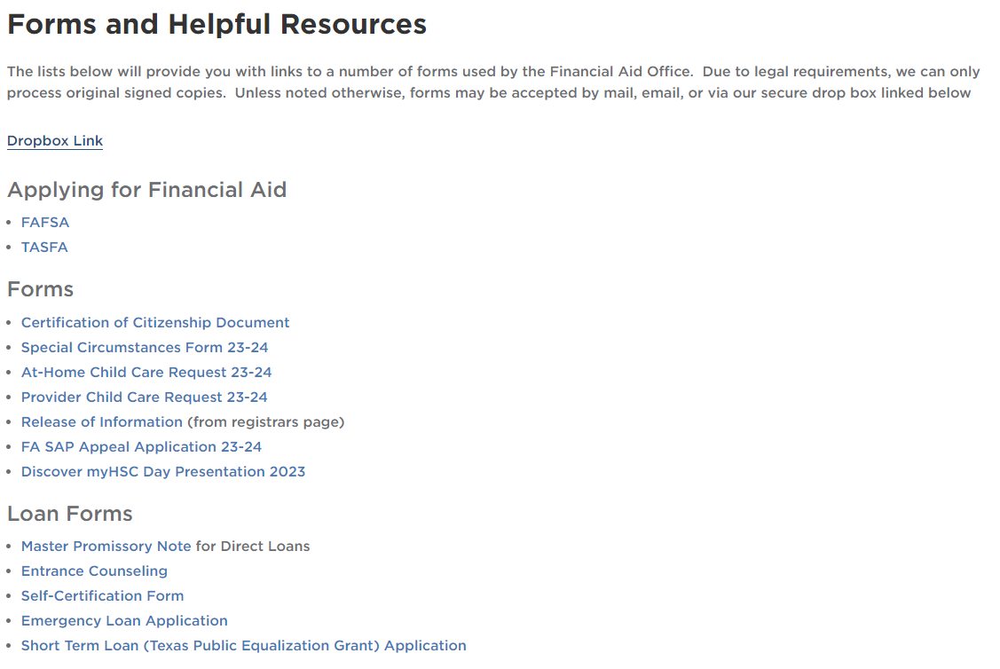 Forms and Helpful Resources
The lists below will provide you with links to a number of forms used by the Financial Aid Office.  Due to legal requirements, we can only
process original signed copies.  Unless noted otherwise, forms may be accepted by mail, email, or via our secure drop box linked below
Dropbox Link
Applying for Financial Aid
• FAFSA
• TASFA
Forms
• Certification of Citizenship Document
• Special Circumstances Form 23-24
• At-Home Child Care Request 23-24
• Provider Child Care Request 23-24
• Release of Information (from registrars page)
• FA SAP Appeal Application 23-24
• Discover myHSC Day Presentation 2023
Loan Forms
• Master Promissory Note for Direct Loans
• Entrance Counseling
• Self-Certification Form
• Emergency Loan Application
• Short Term Loan (Texas Public Equalization Grant) Application